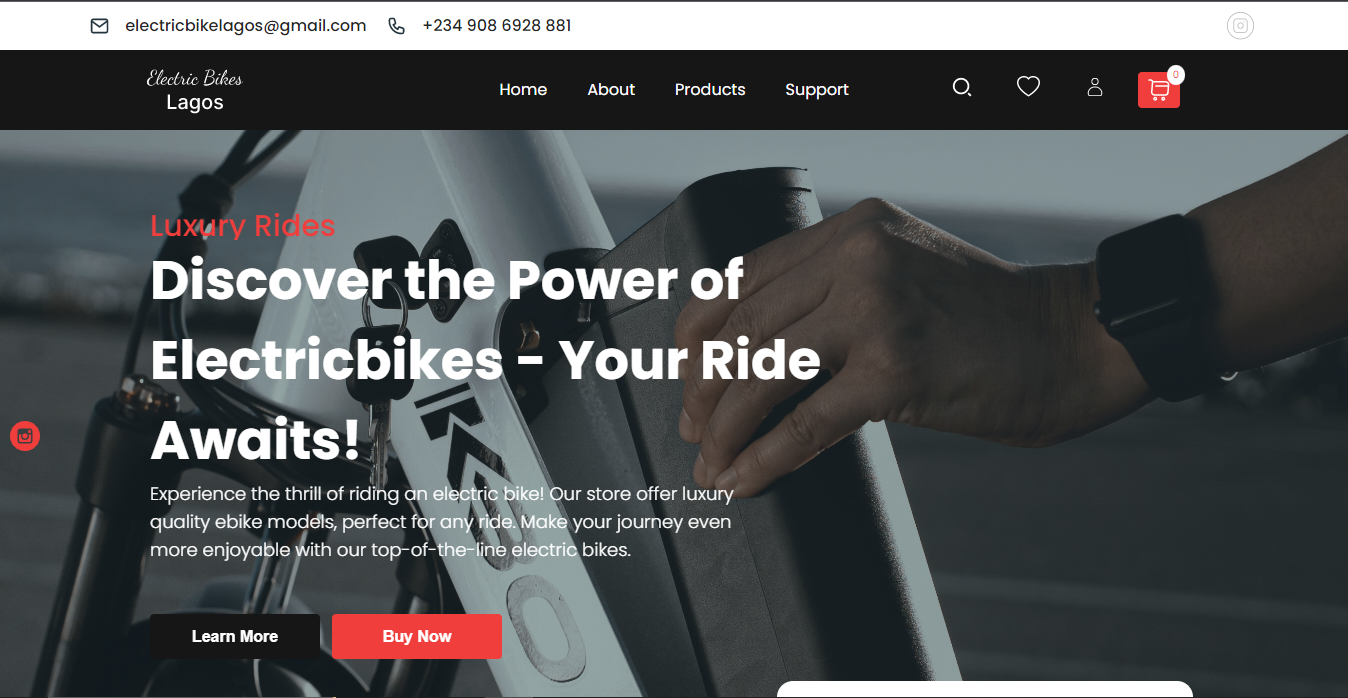 electricbikelagos@gmail.com +234 908 6928 881
Electric Bikes
Lagos
Home About Products Support
0
Luxury Rides
Discover the Power of
Electricbikes - Your Ride
Awaits!
Experience the thrill of riding an electric bike! Our store offer luxury
quality ebike models, perfect for any ride. Make your journey even
more enjoyable with our top-of-the-line electric bikes.
Learn More Buy Now